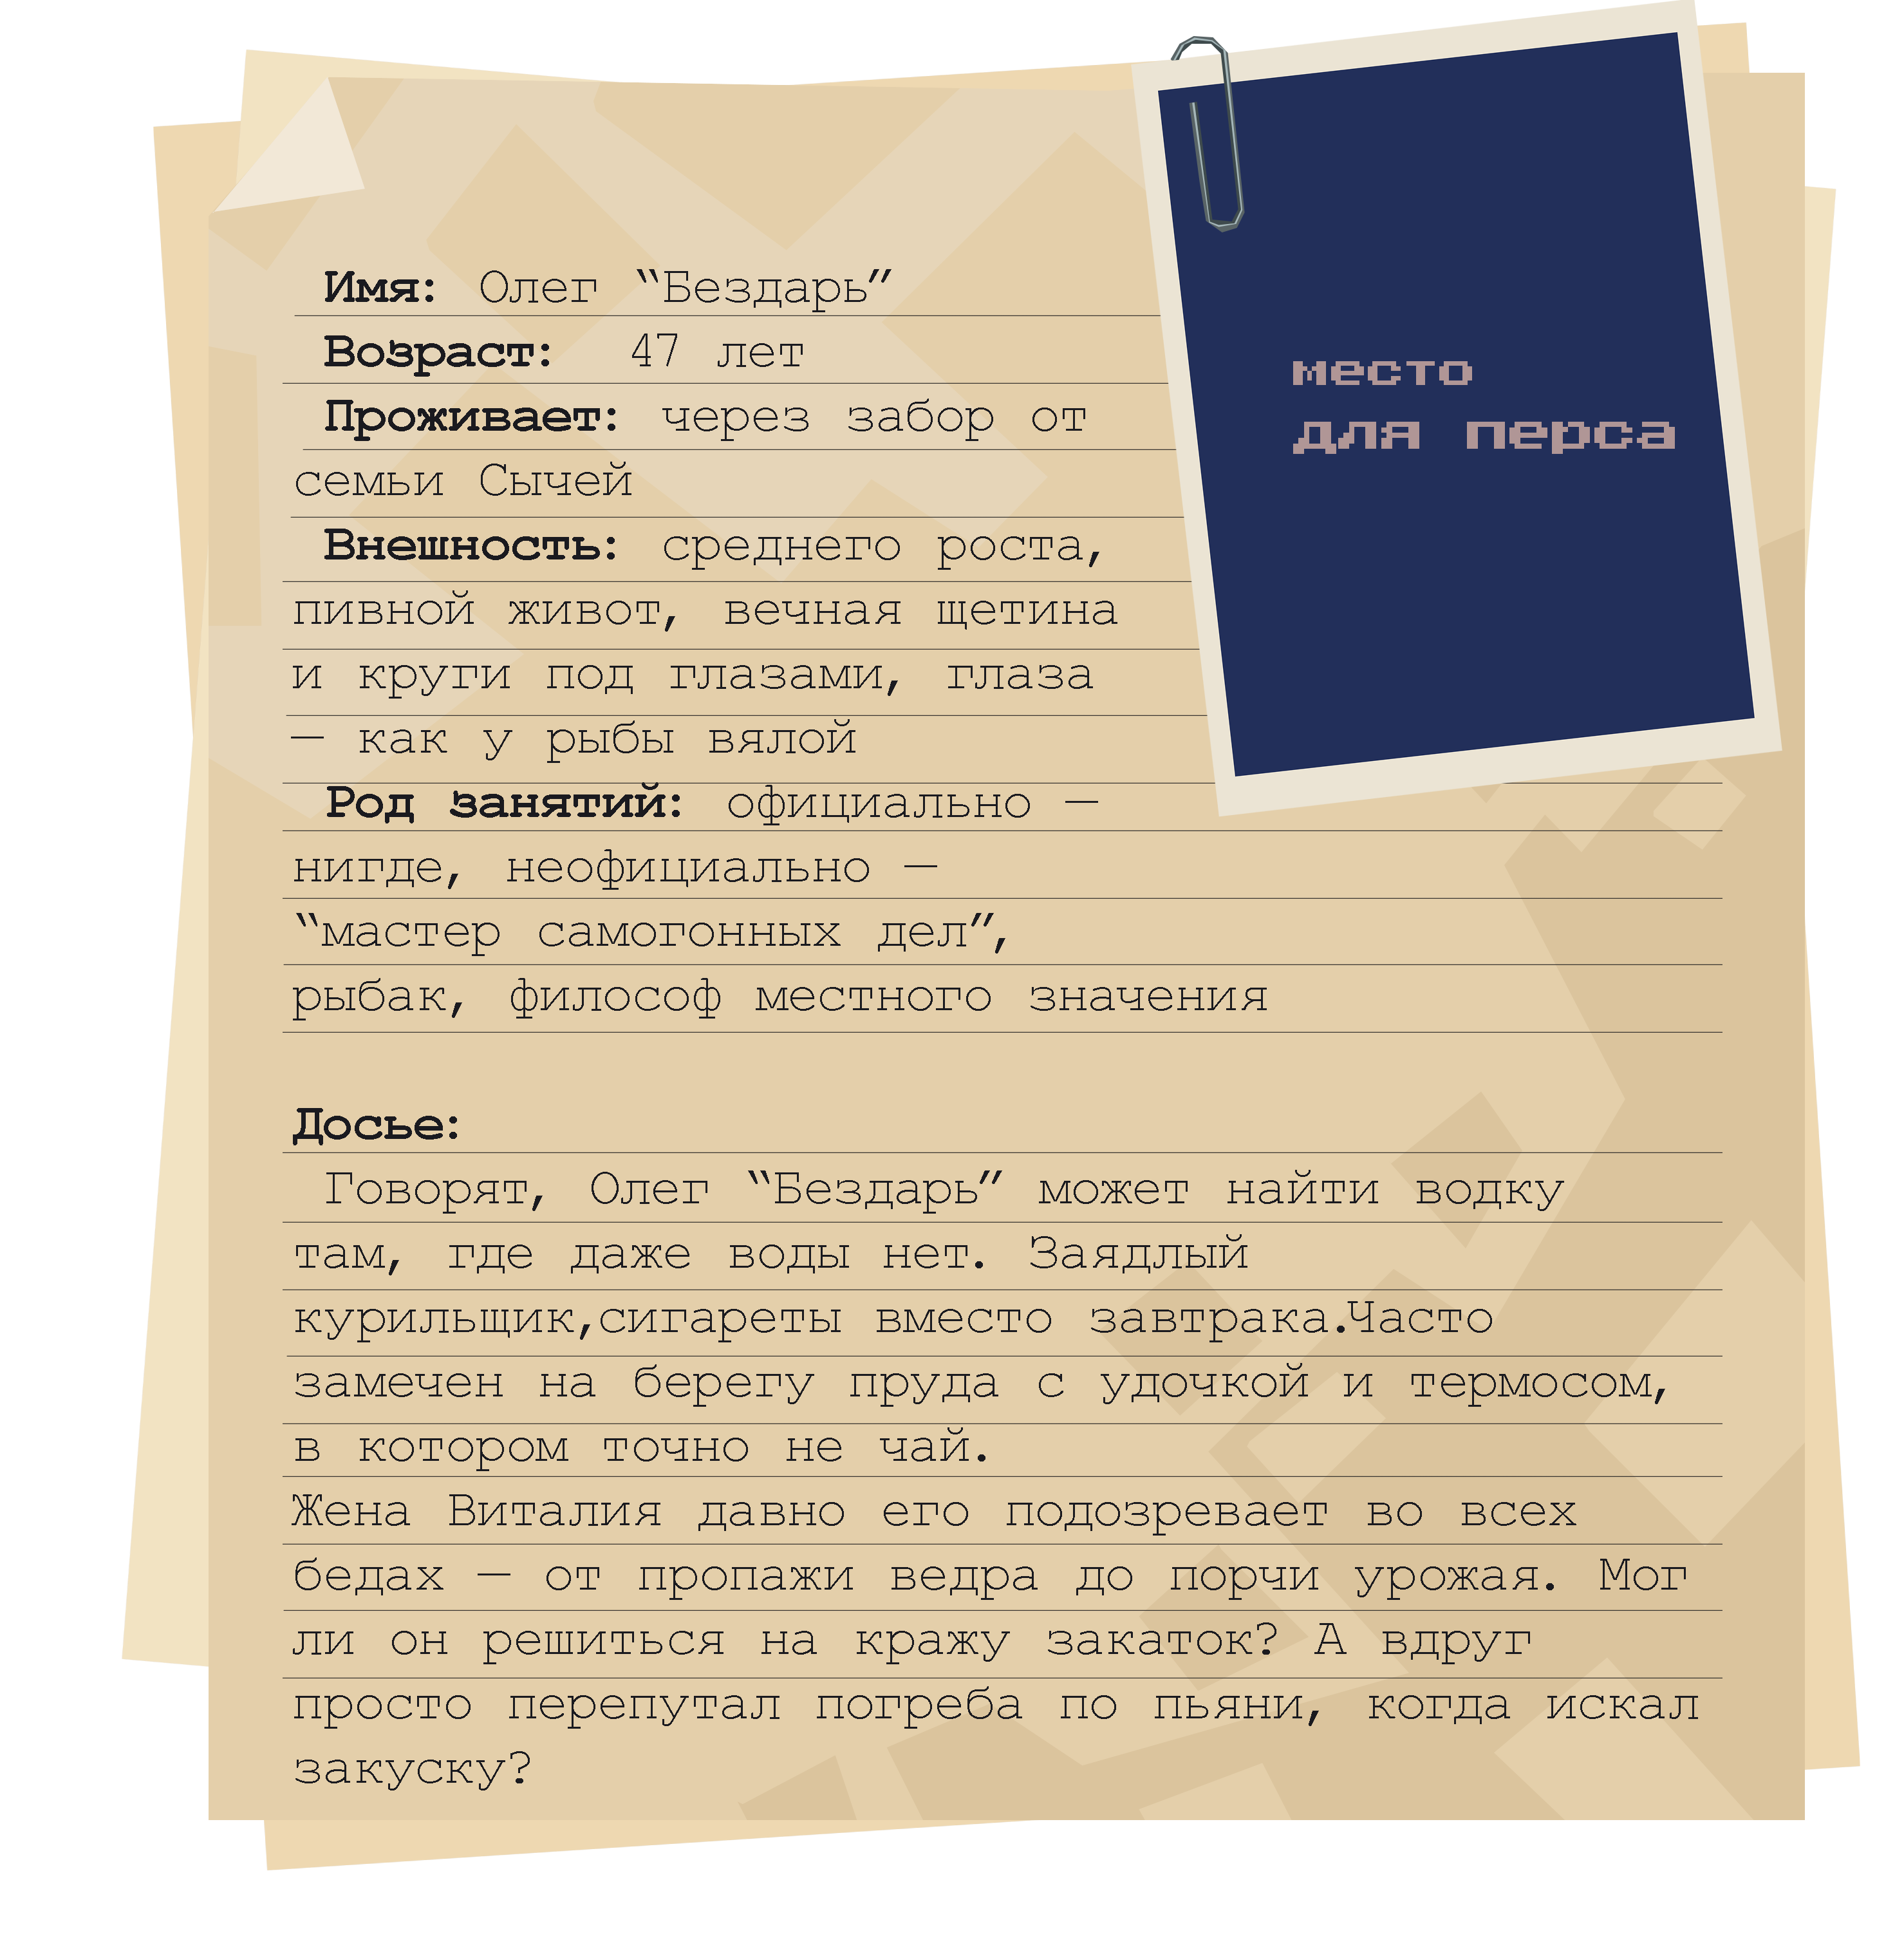 Имя: Олег “Бездарь”
Возраст: 47 лет
Проживает: через забор от
семьи Сычей
Внешность: среднего роста,
пивной живот, вечная щетина
и круги под глазами, глаза
— как у рыбы вялой
Род занятий: официально —
нигде, неофициально —
“мастер самогонных дел”,
рыбак, философ местного значения
место
для перса
Досье:
Говорят, Олег “Бездарь” может найти водку
там, где даже воды нет. Заядлый
курильщик,сигареты вместо завтрака.Часто
замечен на берегу пруда с удочкой и термосом,
в котором точно не чай.
Жена Виталия давно его подозревает во всех
бедах — от пропажи ведра до порчи урожая. Мог
ли он решиться на кражу закаток? А вдруг
просто перепутал погреба по пьяни, когда искал
закуску?